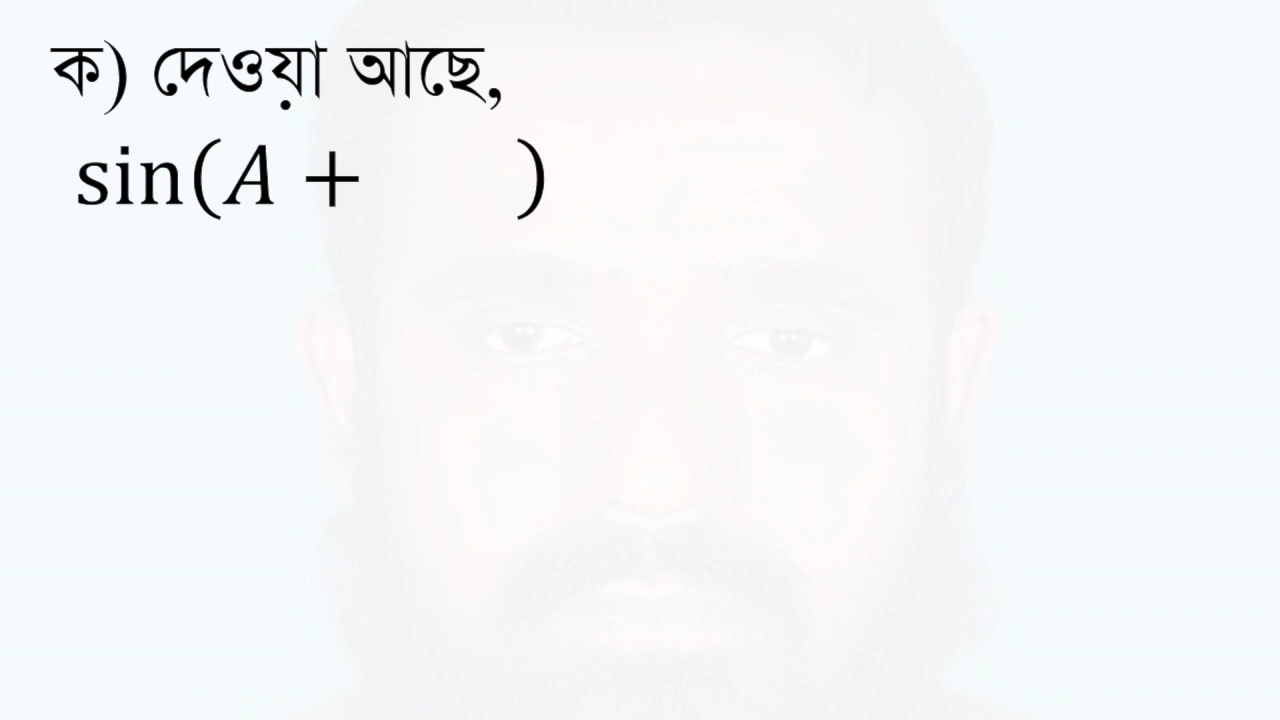 ক) দেওয়া আছে,
sin(A + )